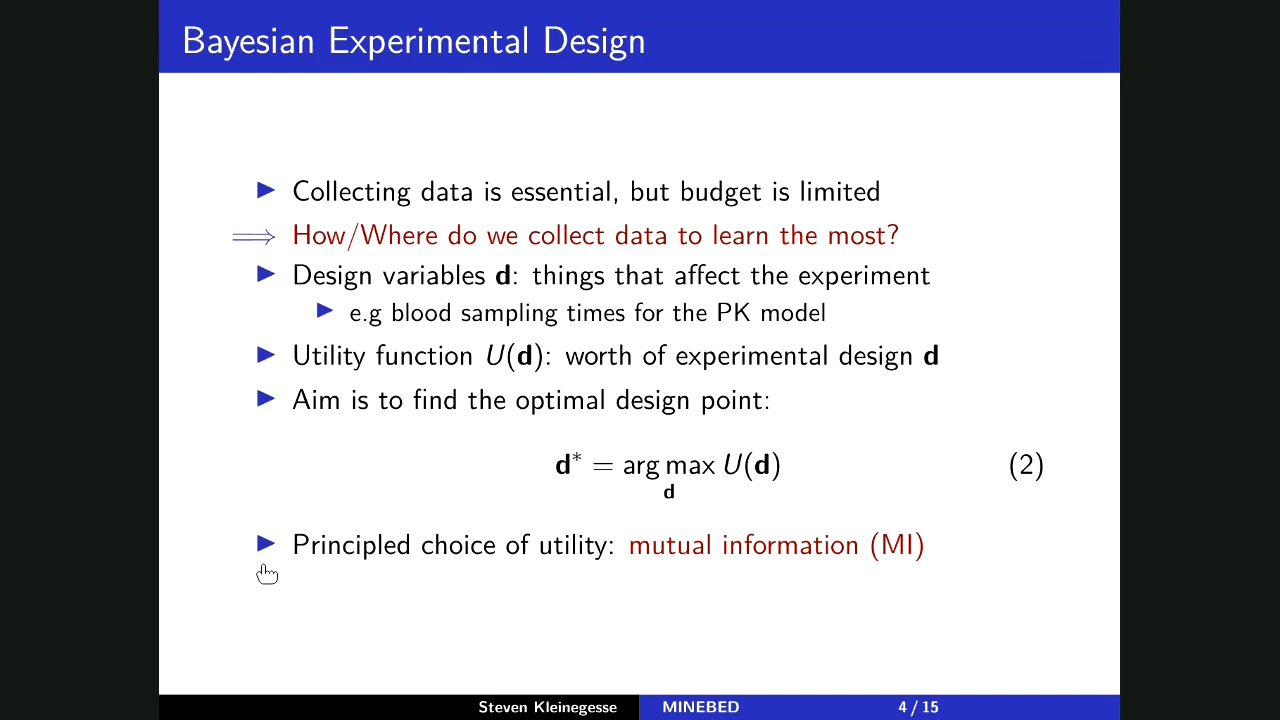 Bayesian Experimental Design
Collecting data is essential, but budget is limited
⟹ How/Where do we collect data to learn the most?
Design variables d: things that affect the experiment
e.g blood sampling times for the PK model
Utility function U(d): worth of experimental design d
Aim is to find the optimal design point:
d* = arg max U(d) (2)
d
Principled choice of utility: mutual information (MI)
Steven Kleinegesse MINEBED 4 / 15